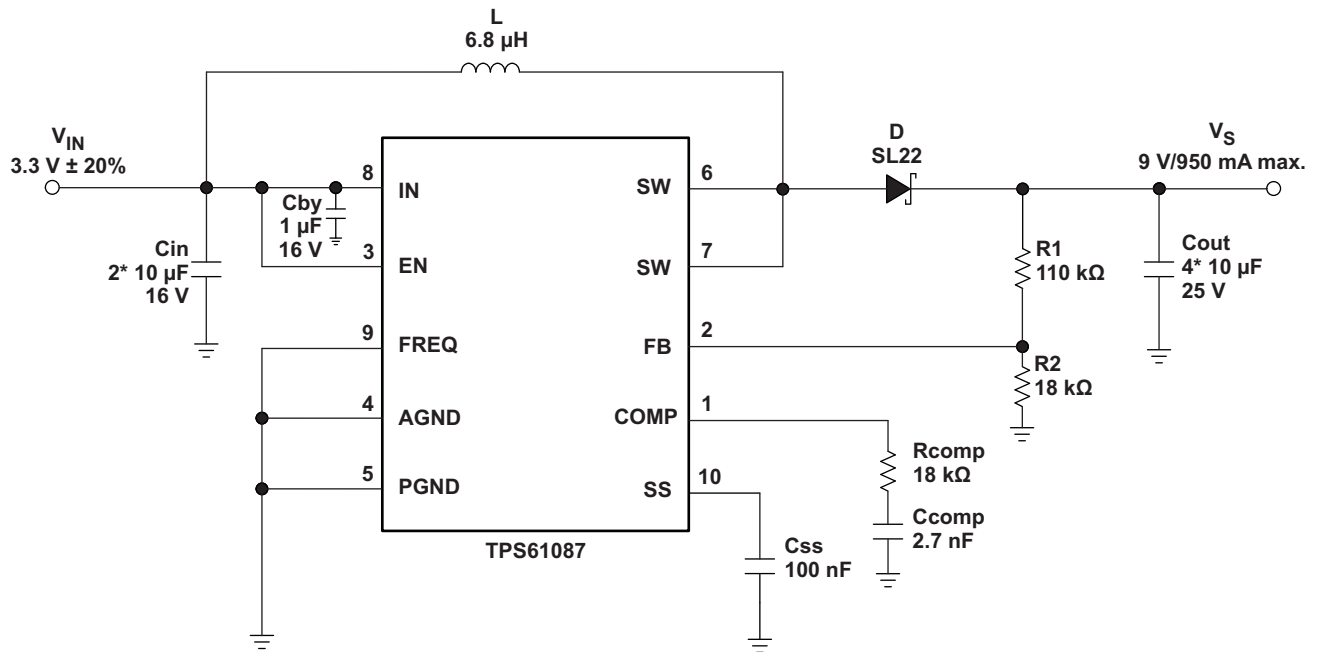 L
6.8 µH
V_IN
3.3 V ± 20%
D
SL22
V_S
9 V/950 mA max.
8
IN
SW
6
Cby
1 µF
16 V
Cin
2* 10 µF
16 V
3
EN
SW
7
R1
110 kΩ
Cout
4* 10 µF
25 V
9
FREQ
FB
2
R2
18 kΩ
4
AGND
COMP
1
Rcomp
18 kΩ
5
PGND
SS
10
Ccomp
2.7 nF
TPS61087
Css
100 nF